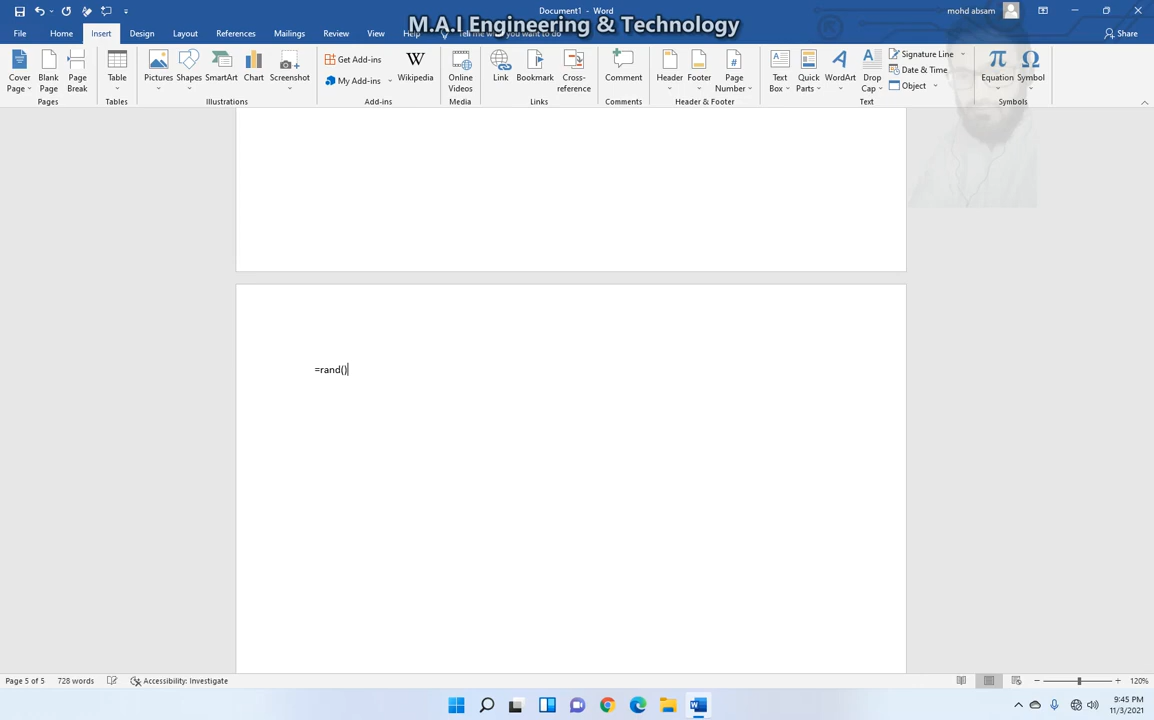 Document1 - Word
mohd absam
M.A.I Engineering & Technology
File Home Insert Design Layout References Mailings Review View Help Tell me what you want to do Share
Cover Page
Blank Page
Page Break
Table
Pictures
Shapes
SmartArt
Chart
Screenshot
Get Add-ins
My Add-ins
Wikipedia
Online Videos
Link
Bookmark
Cross-reference
Comment
Header
Footer
Page Number
Text Box
Quick Parts
WordArt
Drop Cap
Signature Line
Date & Time
Object
Equation
Symbol
Pages Tables Illustrations Add-ins Media Links Comments Header & Footer Text Symbols
=rand()
Page 5 of 5 728 words Accessibility: Investigate 120%
9:45 PM
11/3/2021